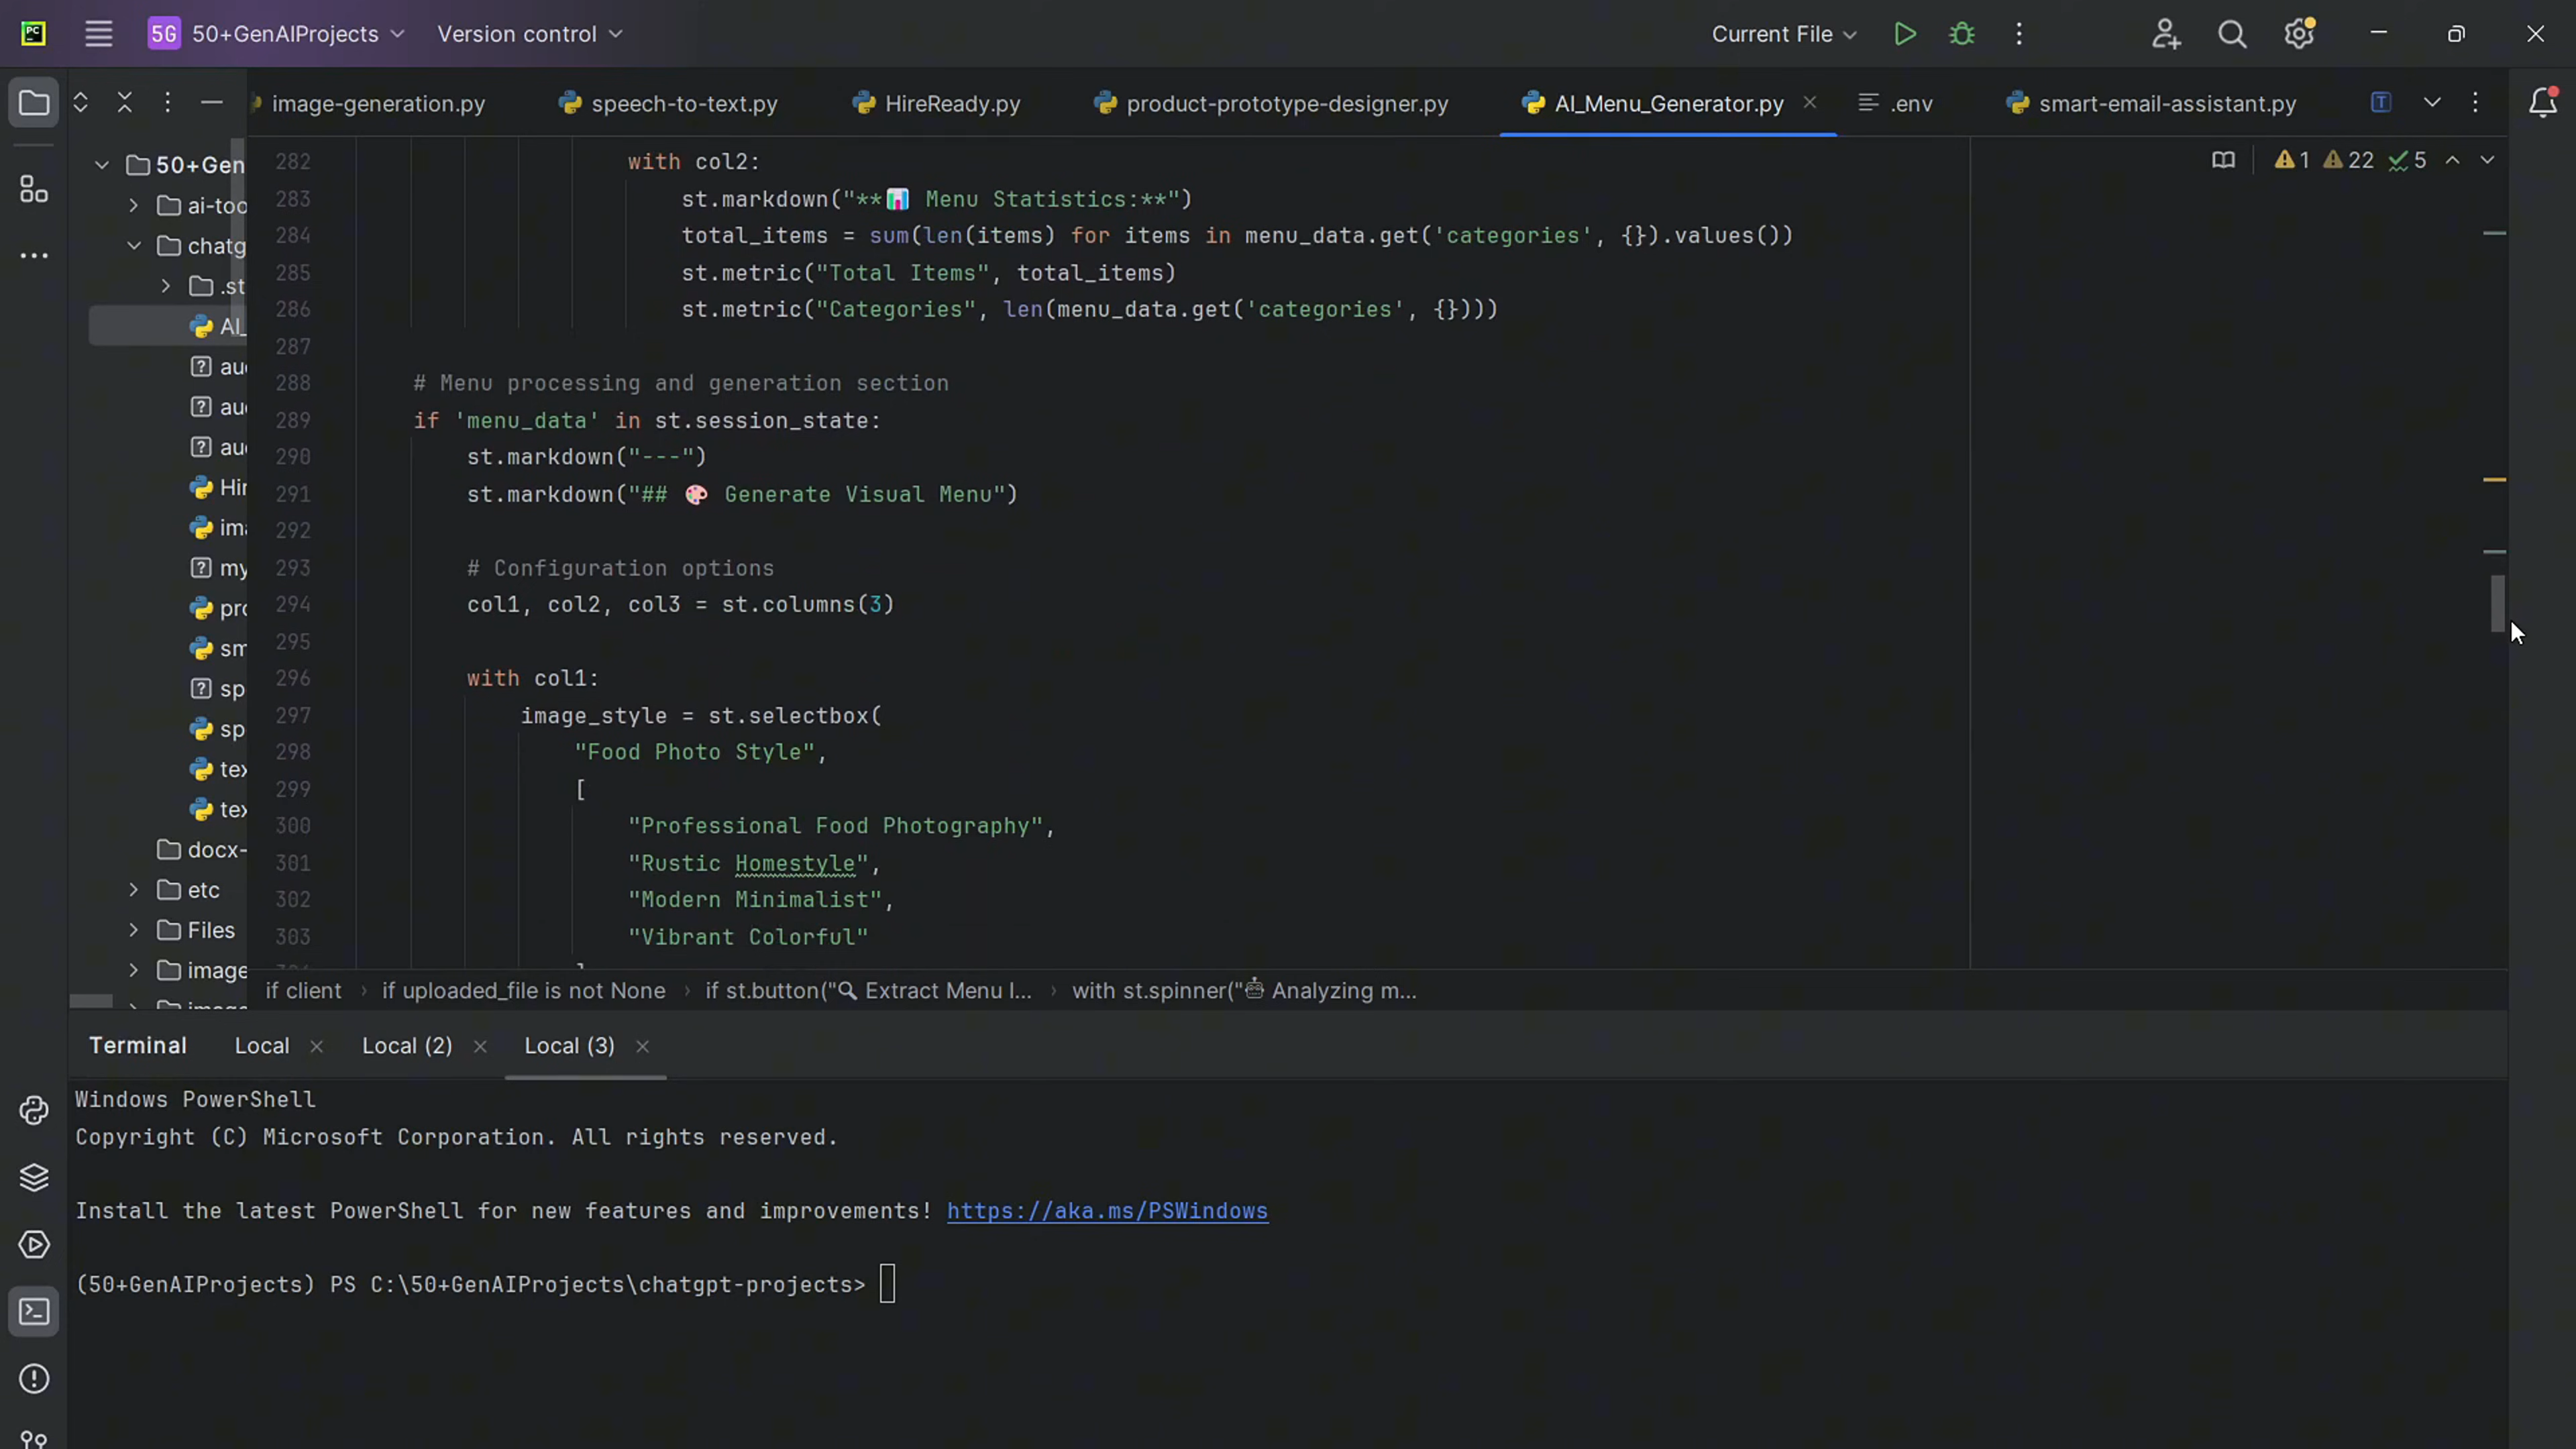 PC 5G 50+GenAIProjects Version control Current File
image-generation.py speech-to-text.py HireReady.py product-prototype-designer.py AI_Menu_Generator.py .env smart-email-assistant.py
1 22 5
50+Gen
ai-too
chatg
.st
AI_
au
au
au
Hir
ima
my
pro
sm
sp
sp
tex
tex
docx-
etc
Files
image
282 with col2:
283 st.markdown("**📊 Menu Statistics:**")
284 total_items = sum(len(items) for items in menu_data.get('categories', {}).values())
285 st.metric("Total Items", total_items)
286 st.metric("Categories", len(menu_data.get('categories', {})))
287
288 # Menu processing and generation section
289 if 'menu_data' in st.session_state:
290 st.markdown("---")
291 st.markdown("## 🎨 Generate Visual Menu")
292
293 # Configuration options
294 col1, col2, col3 = st.columns(3)
295
296 with col1:
297 image_style = st.selectbox(
298 "Food Photo Style",
299 [
300 "Professional Food Photography",
301 "Rustic Homestyle",
302 "Modern Minimalist",
303 "Vibrant Colorful"
if client › if uploaded_file is not None › if st.button("🔍 Extract Menu I... › with st.spinner("🤖 Analyzing m...
Terminal Local Local (2) Local (3)
Windows PowerShell
Copyright (C) Microsoft Corporation. All rights reserved.
Install the latest PowerShell for new features and improvements! https://aka.ms/PSWindows
(50+GenAIProjects) PS C:\50+GenAIProjects\chatgpt-projects>